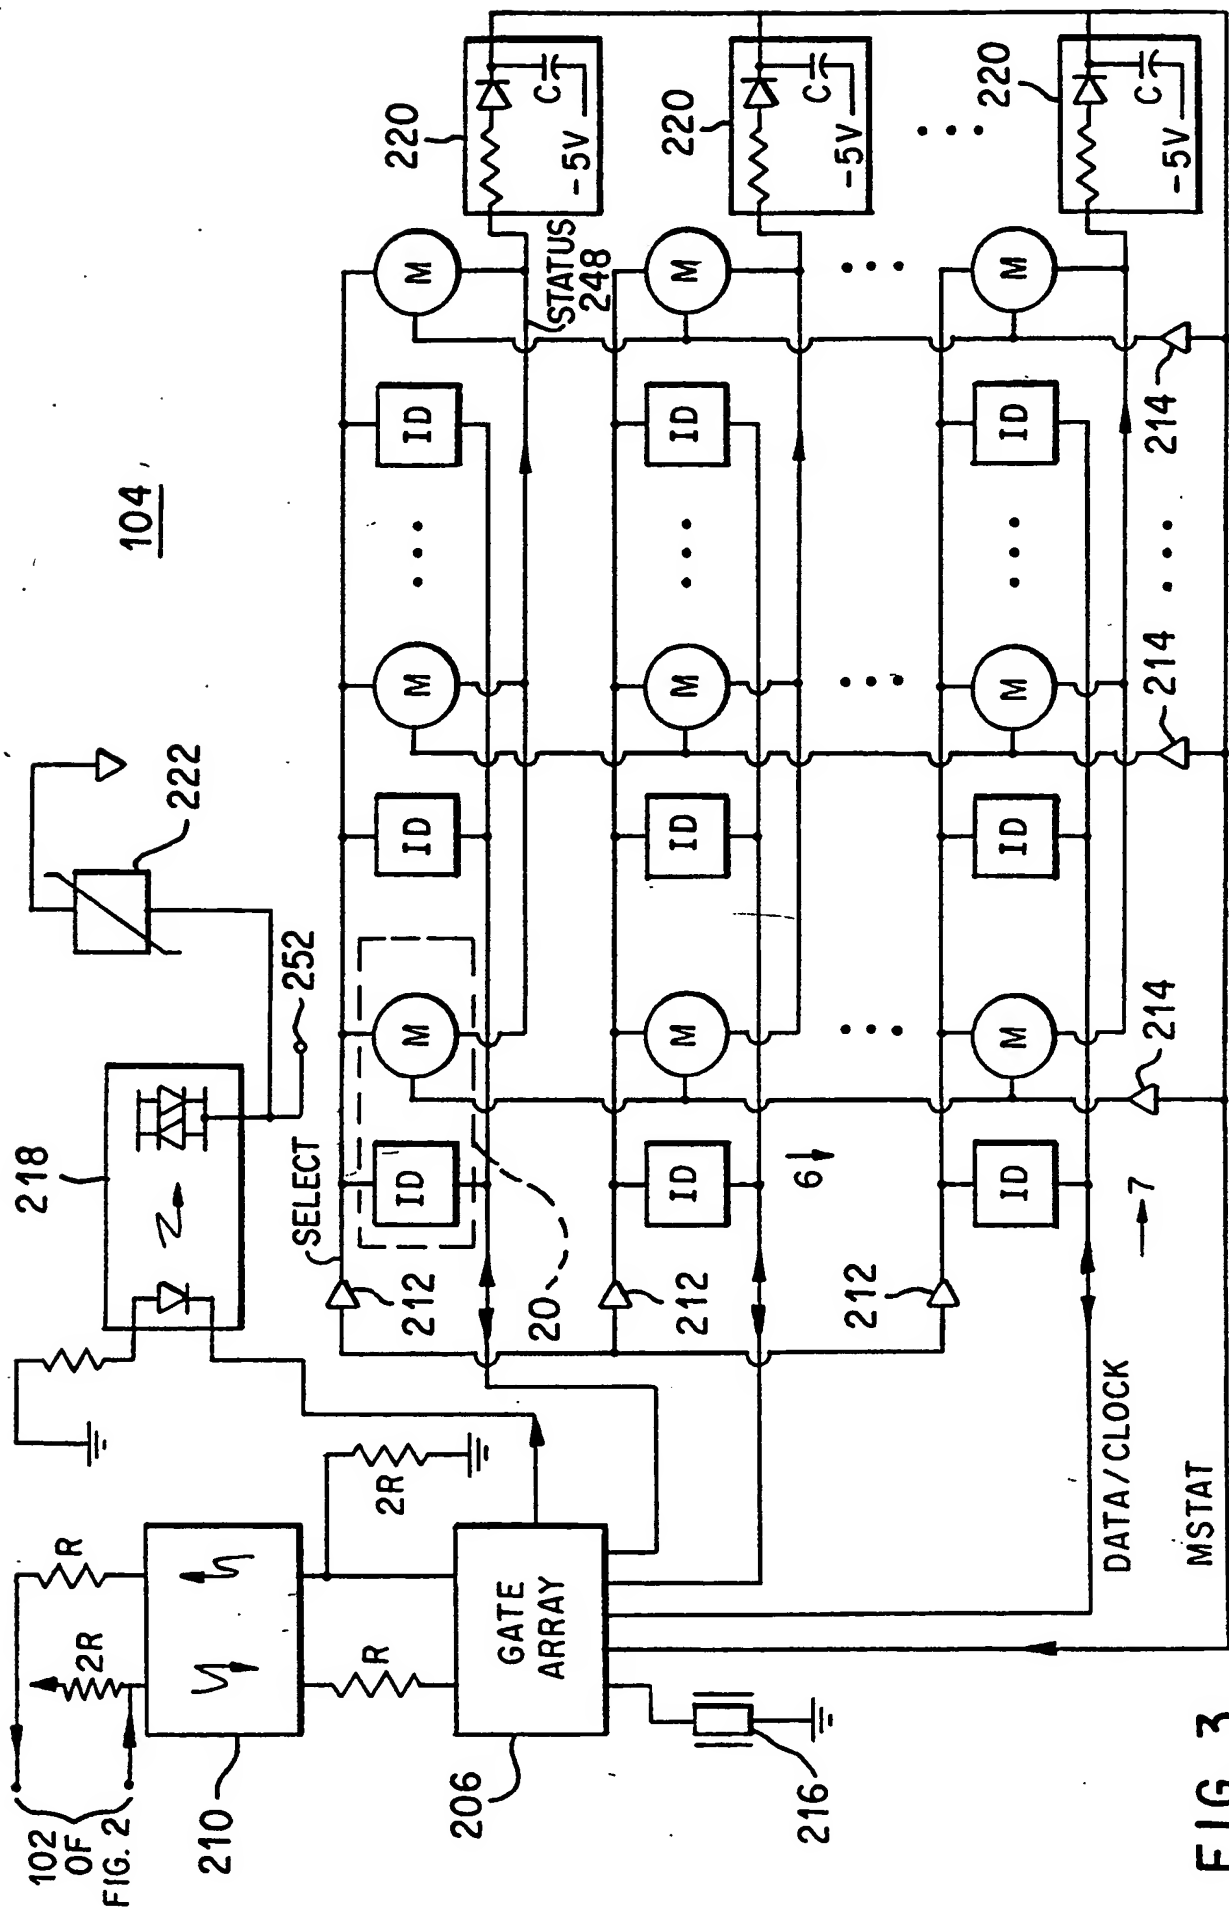 104
102
OF
FIG. 2
210
2R
R
R
2R
206
GATE
ARRAY
216
218
222
252
SELECT
212
212
212
20
ID
M
ID
M
ID
M
ID
M
ID
M
ID
M
ID
M
ID
M
ID
M
STATUS
248
220
C
-5V
220
C
-5V
220
C
-5V
6
7
214
214
214
DATA/CLOCK
MSTAT
FIG. 3